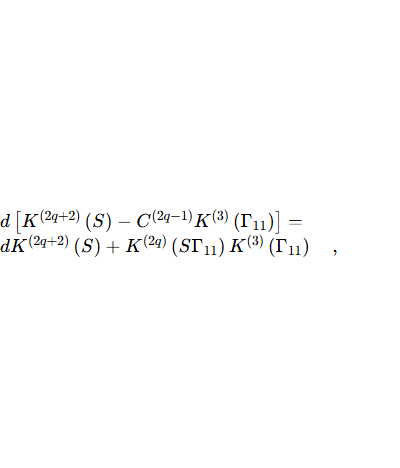 d [K^{(2q+2)} (S) − C^{(2q−1)} K^{(3)} (Γ_{11})] =
dK^{(2q+2)} (S) + K^{(2q)} (SΓ_{11}) K^{(3)} (Γ_{11}) ,